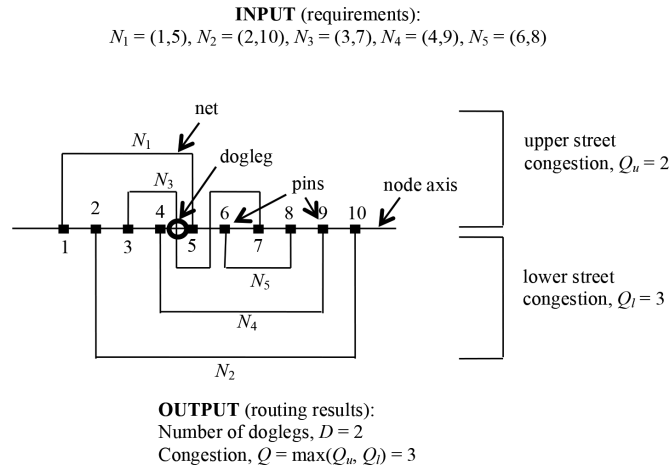 INPUT (requirements):
N₁ = (1,5), N₂ = (2,10), N₃ = (3,7), N₄ = (4,9), N₅ = (6,8)
net
N₁
dogleg
upper street
congestion, Qᵤ = 2
N₃
pins
node axis
2 4 6 8 9 10
1 3 5 7
N₅
lower street
congestion, Qₗ = 3
N₄
N₂
OUTPUT (routing results):
Number of doglegs, D = 2
Congestion, Q = max(Qᵤ, Qₗ) = 3